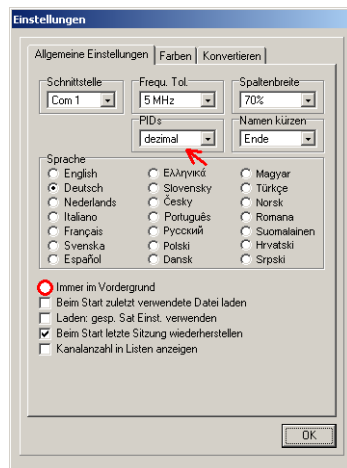 Einstellungen
Allgemeine Einstellungen Farben Konvertieren
Schnittstelle Frequ. Tol. Spaltenbreite
Com 1 5 MHz 70%
PIDs Namen kürzen
dezimal Ende
Sprache
English Ελληνικά Magyar
Deutsch Slovensky Türkçe
Nederlands Česky Norsk
Italiano Português Romana
Français Русский Suomalainen
Svenska Polski Hrvatski
Español Dansk Srpski
Immer im Vordergrund
Beim Start zuletzt verwendete Datei laden
Laden: gesp. Sat Einst. verwenden
Beim Start letzte Sitzung wiederherstellen
Kanalanzahl in Listen anzeigen
OK